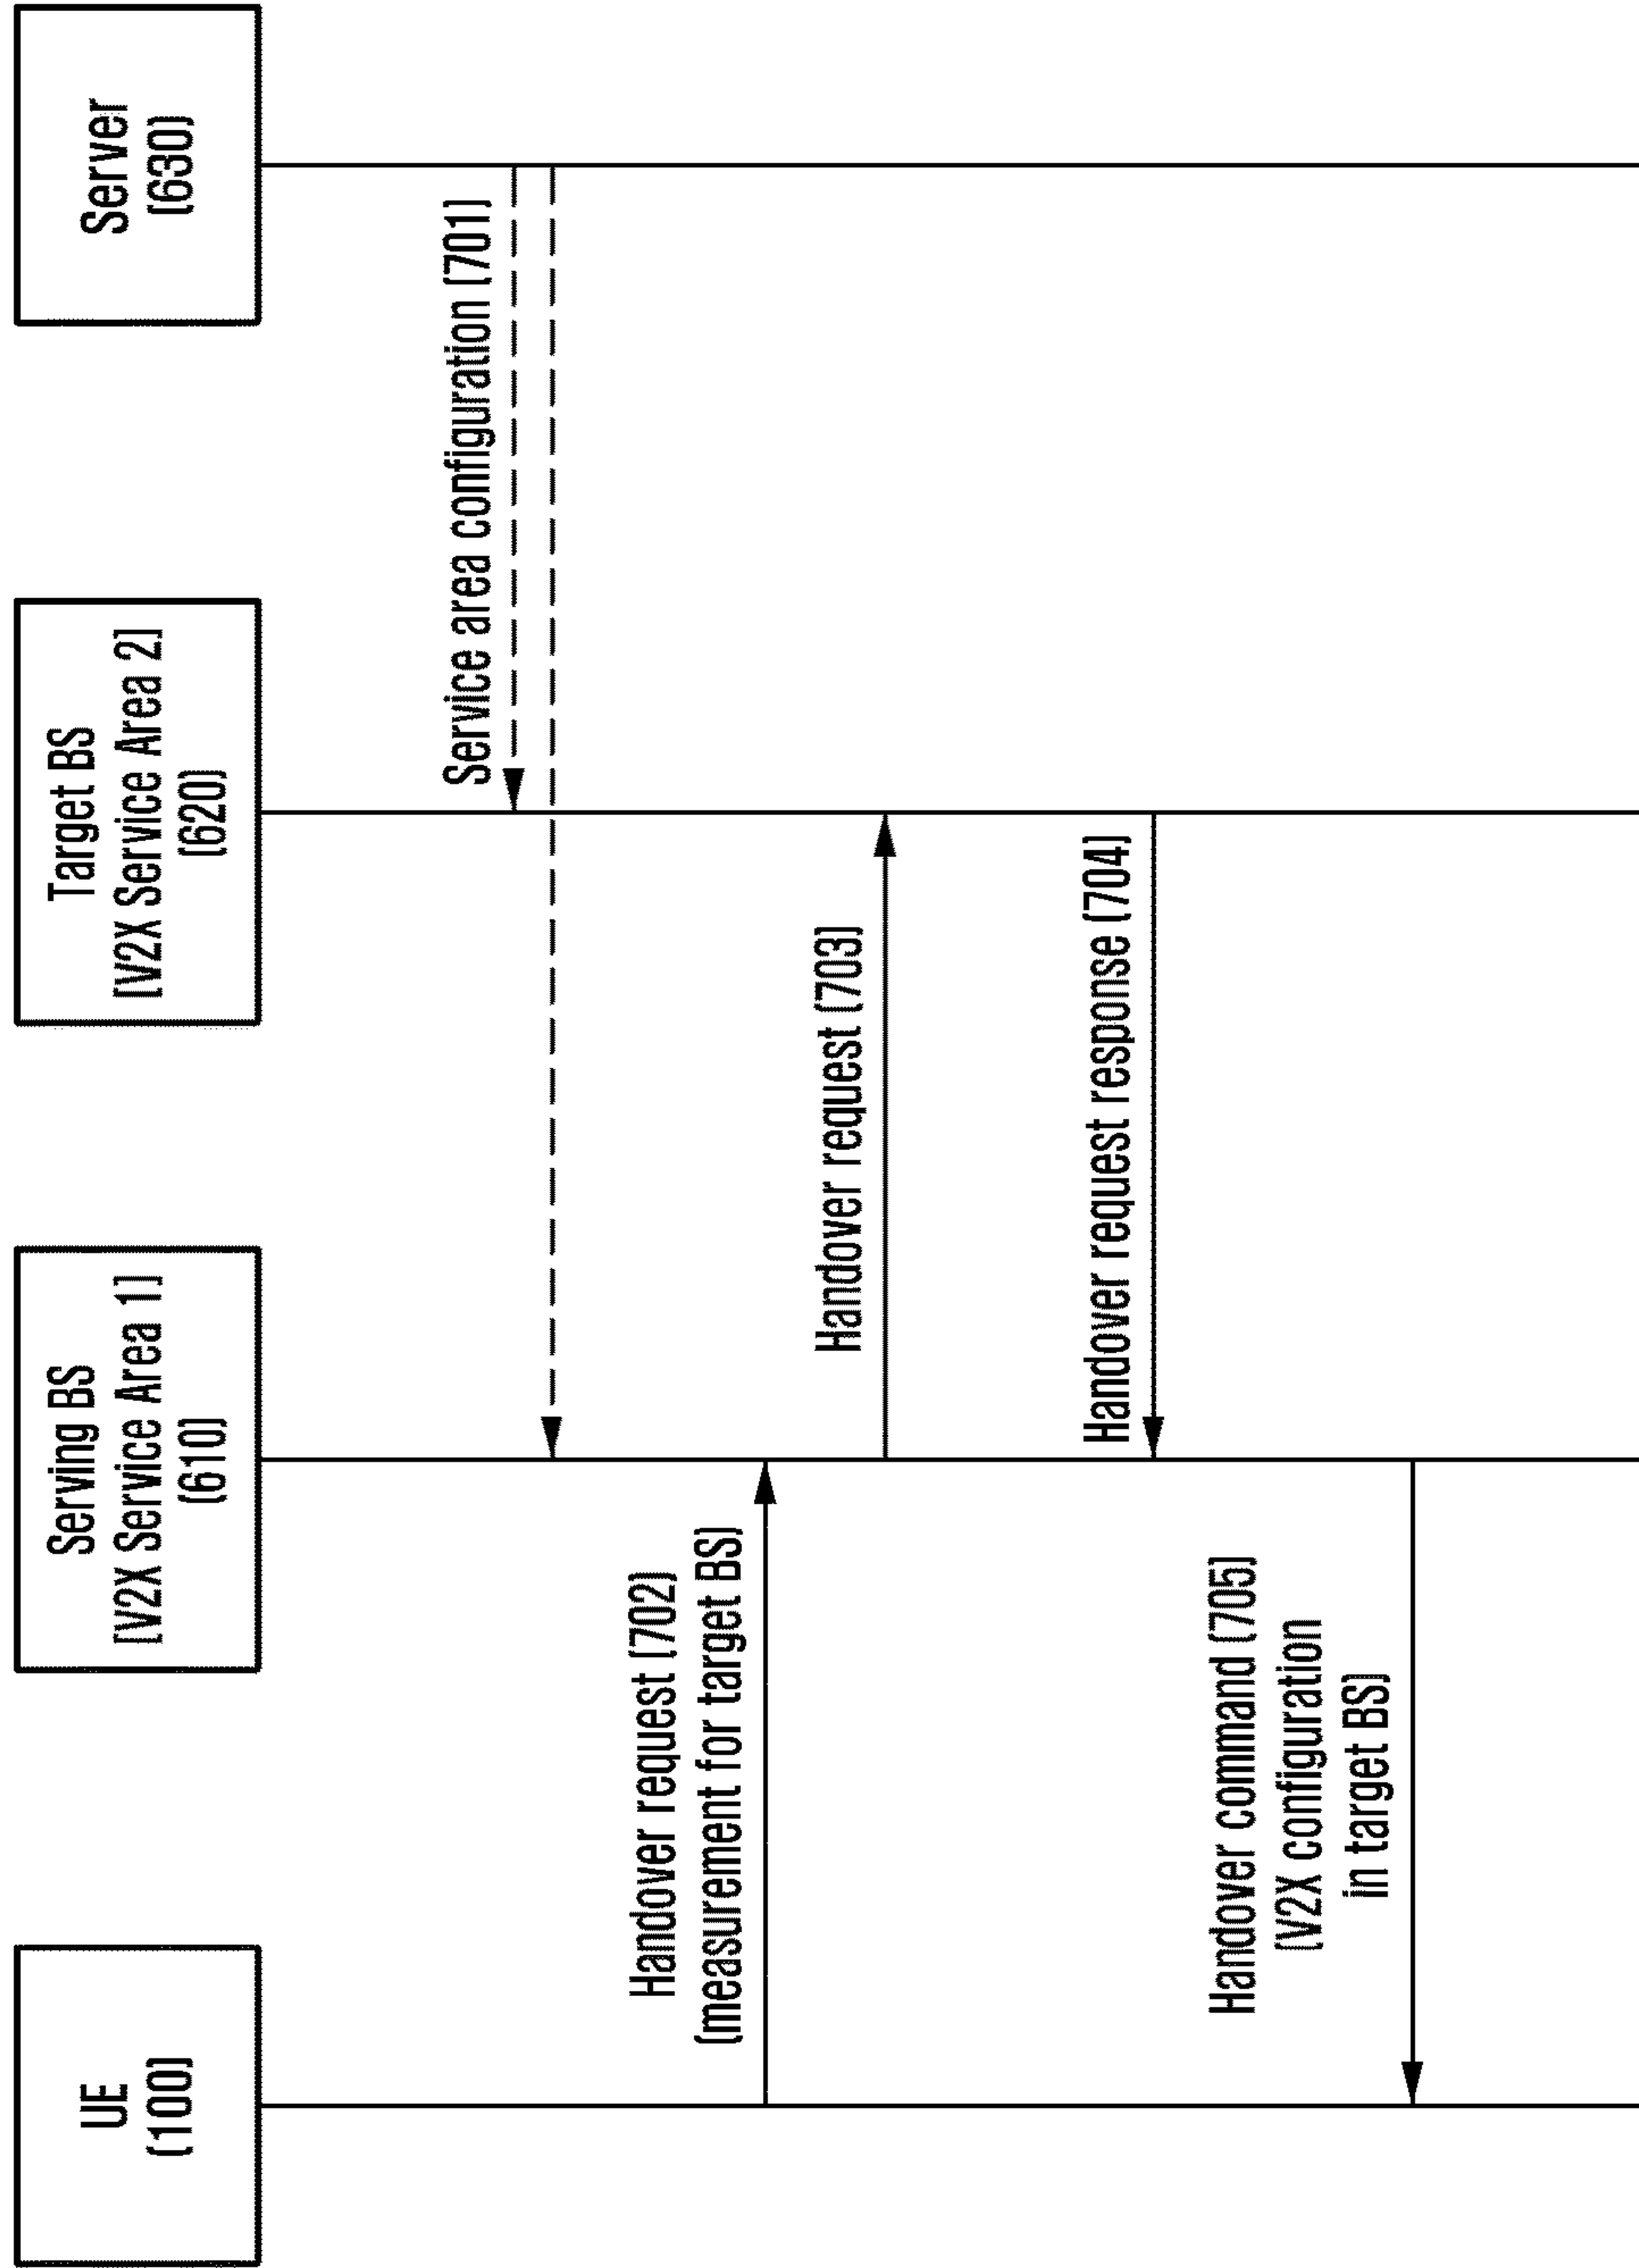 UE
(100)
Serving BS
[V2X Service Area 1]
(610)
Target BS
[V2X Service Area 2]
(620)
Server
(630)
Service area configuration (701)
Handover request (702)
(measurement for target BS)
Handover request (703)
Handover request response (704)
Handover command (705)
[V2X configuration
in target BS]